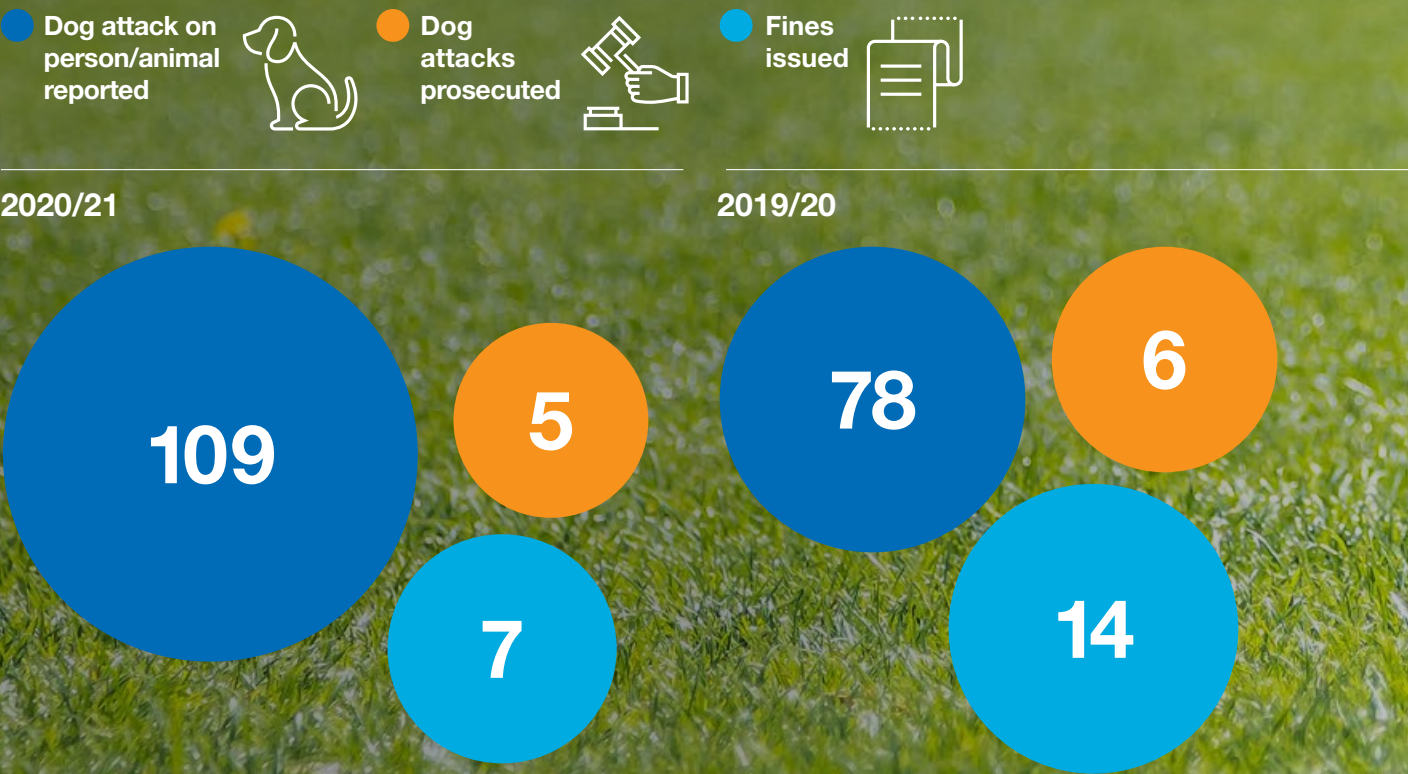 Dog attack on
person/animal
reported
Dog
attacks
prosecuted
Fines
issued
2020/21
109
5
7
2019/20
78
6
14